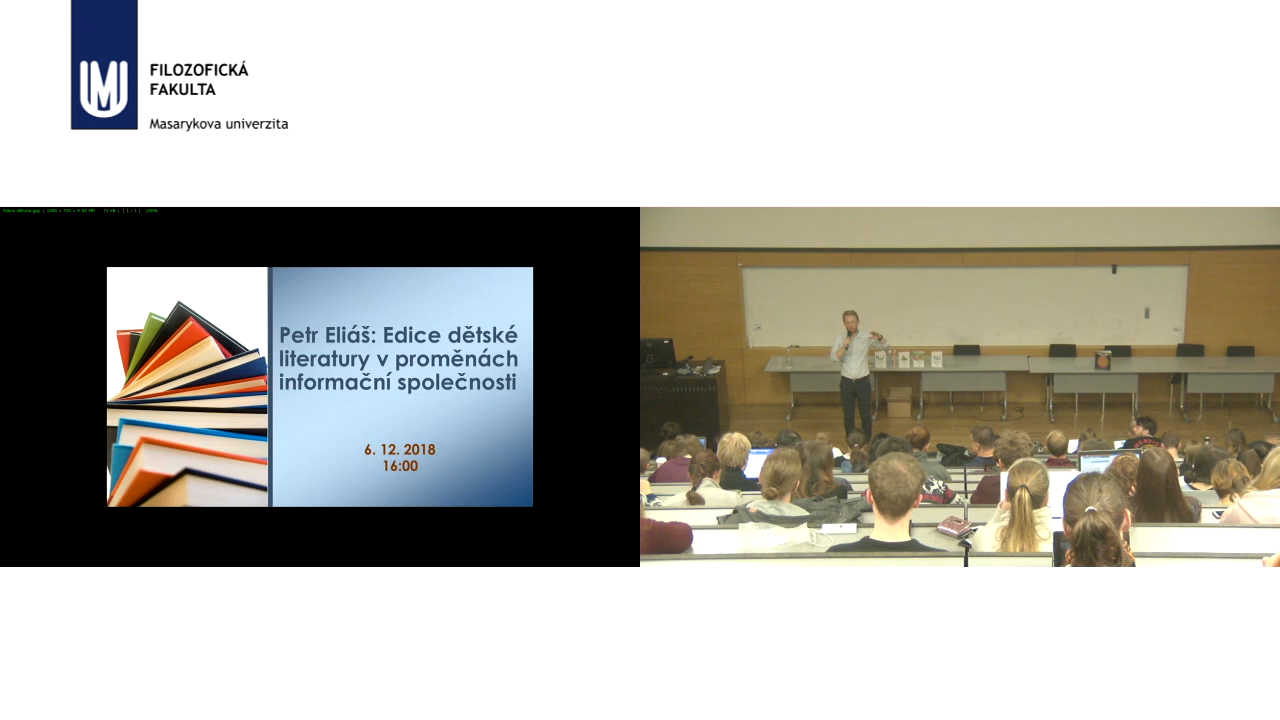 FILOZOFICKÁ
FAKULTA
Masarykova univerzita
Petr Eliáš: Edice dětské
literatury v proměnách
informační společnosti
6. 12. 2018
16:00